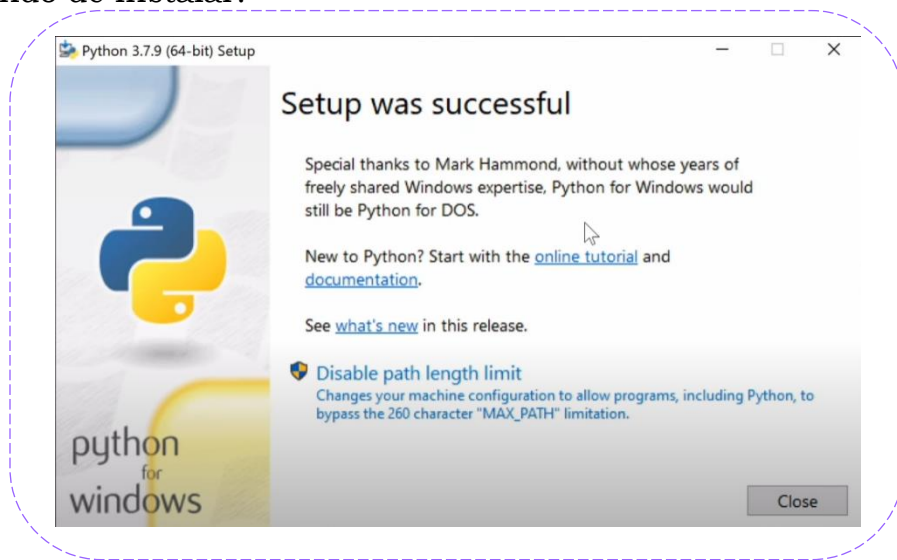 de instalar.
Python 3.7.9 (64-bit) Setup
Setup was successful
Special thanks to Mark Hammond, without whose years of
freely shared Windows expertise, Python for Windows would
still be Python for DOS.
New to Python? Start with the online tutorial and
documentation.
See what's new in this release.
Disable path length limit
Changes your machine configuration to allow programs, including Python, to
bypass the 260 character "MAX_PATH" limitation.
python
for
windows
Close